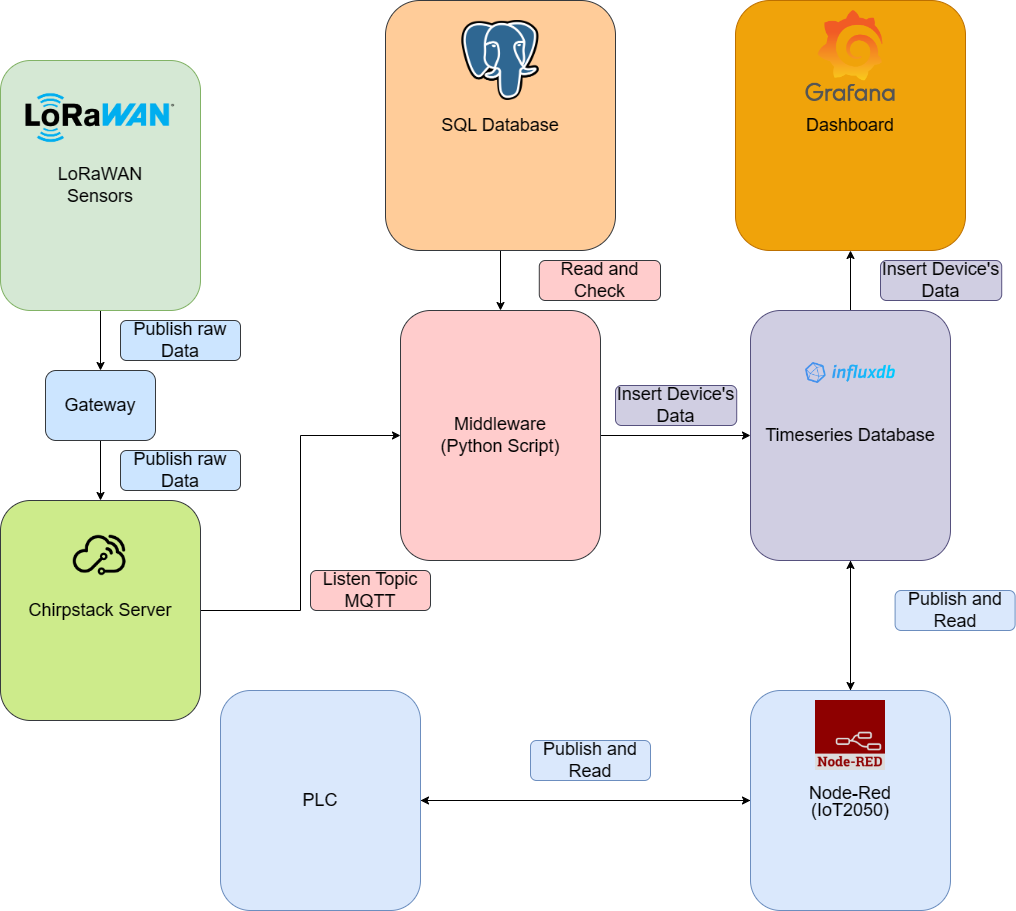 SQL Database
Grafana
Dashboard
LoRaWAN
LoRaWAN
Sensors
Read and
Check
Insert Device's
Data
Publish raw
Data
Gateway
influxdb
Insert Device's
Data
Middleware
(Python Script)
Timeseries Database
Publish raw
Data
Chirpstack Server
Listen Topic
MQTT
Publish and
Read
PLC
Publish and
Read
Node-RED
Node-Red
(IoT2050)